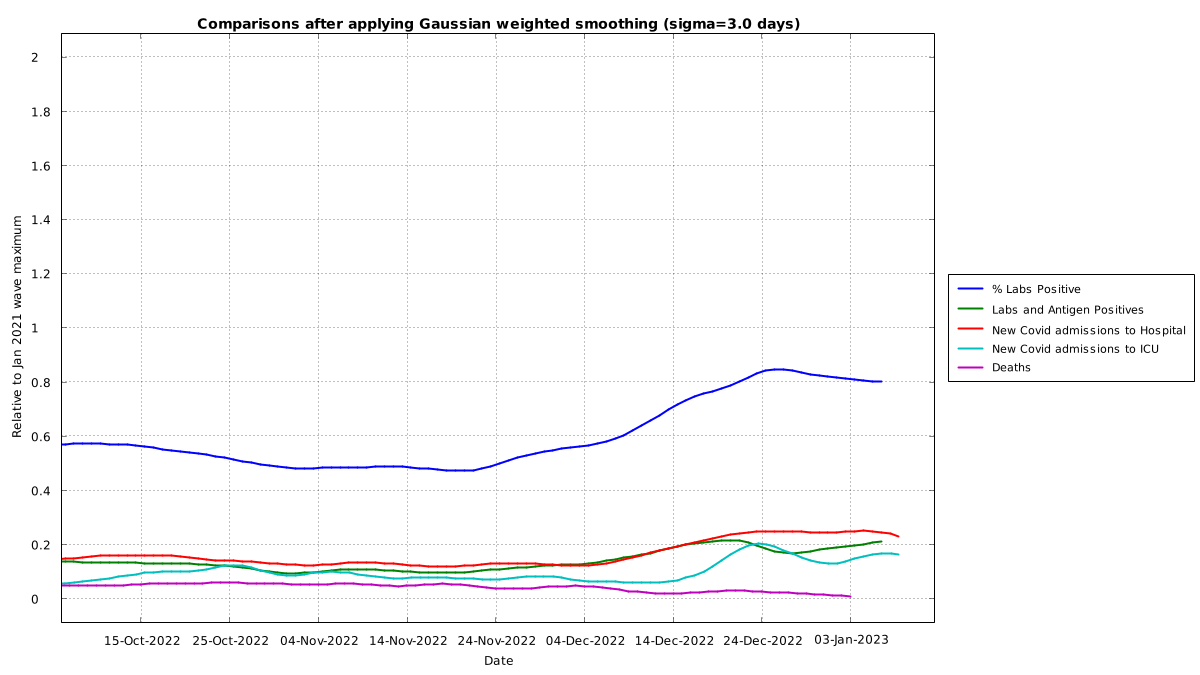 Comparisons after applying Gaussian weighted smoothing (sigma=3.0 days)
Relative to Jan 2021 wave maximum
2
1.8
1.6
1.4
1.2
1
0.8
0.6
0.4
0.2
0
15-Oct-2022 25-Oct-2022 04-Nov-2022 14-Nov-2022 24-Nov-2022 04-Dec-2022 14-Dec-2022 24-Dec-2022 03-Jan-2023
Date
% Labs Positive
Labs and Antigen Positives
New Covid admissions to Hospital
New Covid admissions to ICU
Deaths